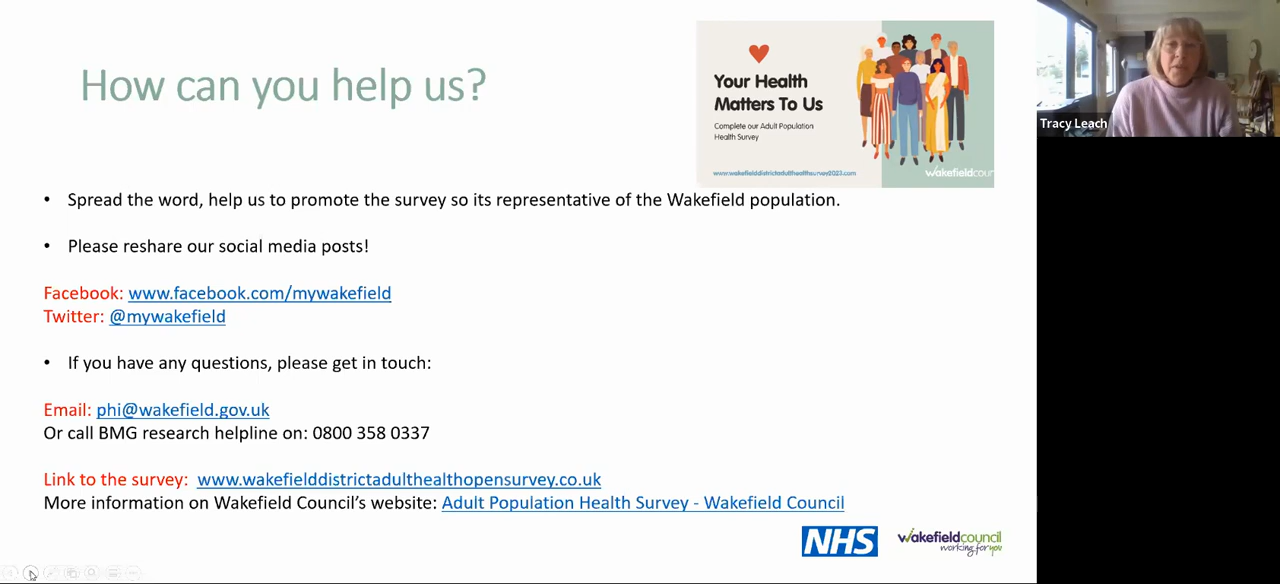 How can you help us?
Your Health
Matters To Us
Complete our Adult Population
Health Survey
www.wakefielddistrictadulthealthsurvey2023.com
wakefieldcoun
Tracy Leach
• Spread the word, help us to promote the survey so its representative of the Wakefield population.
• Please reshare our social media posts!
Facebook: www.facebook.com/mywakefield
Twitter: @mywakefield
• If you have any questions, please get in touch:
Email: phi@wakefield.gov.uk
Or call BMG research helpline on: 0800 358 0337
Link to the survey: www.wakefielddistrictadulthealthopensurvey.co.uk
More information on Wakefield Council's website: Adult Population Health Survey - Wakefield Council
NHS
wakefieldcouncil
working for you